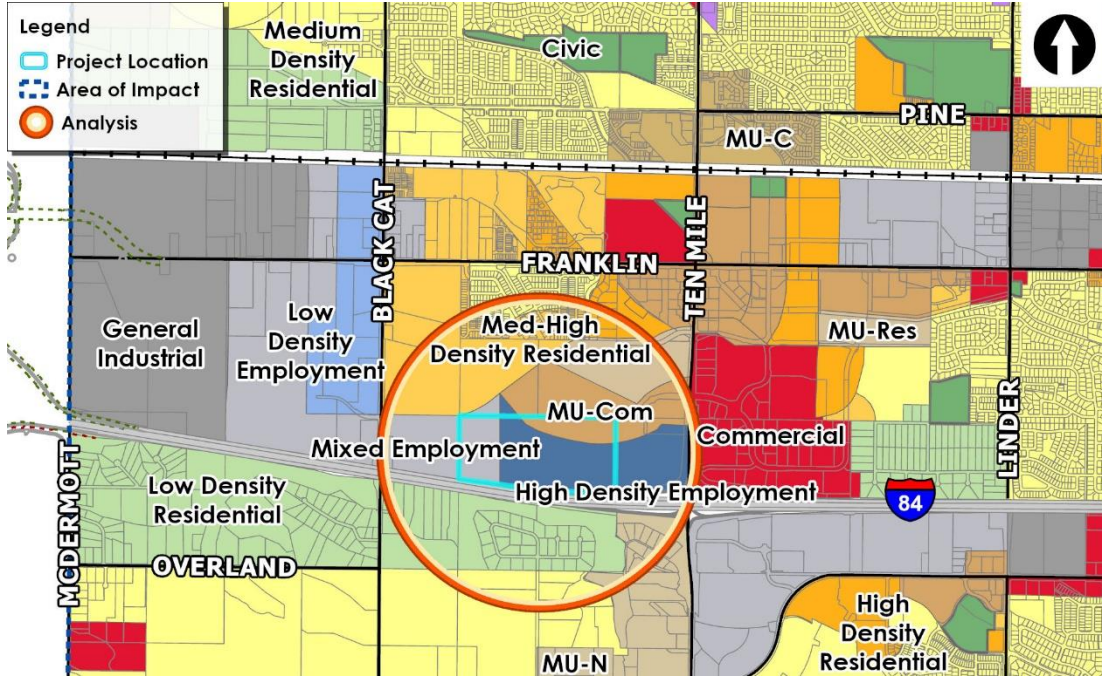 Legend
Project Location
Area of Impact
Analysis
Medium
Density
Residential
Civic
PINE
MU-C
BLACK CAT
TEN MILE
FRANKLIN
General
Industrial
Low
Density
Employment
Med-High
Density Residential
MU-Res
MU-Com
Mixed Employment
Commercial
LINDER
MCDERMOTT
Low Density
Residential
High Density Employment
84
OVERLAND
High
Density
Residential
MU-N